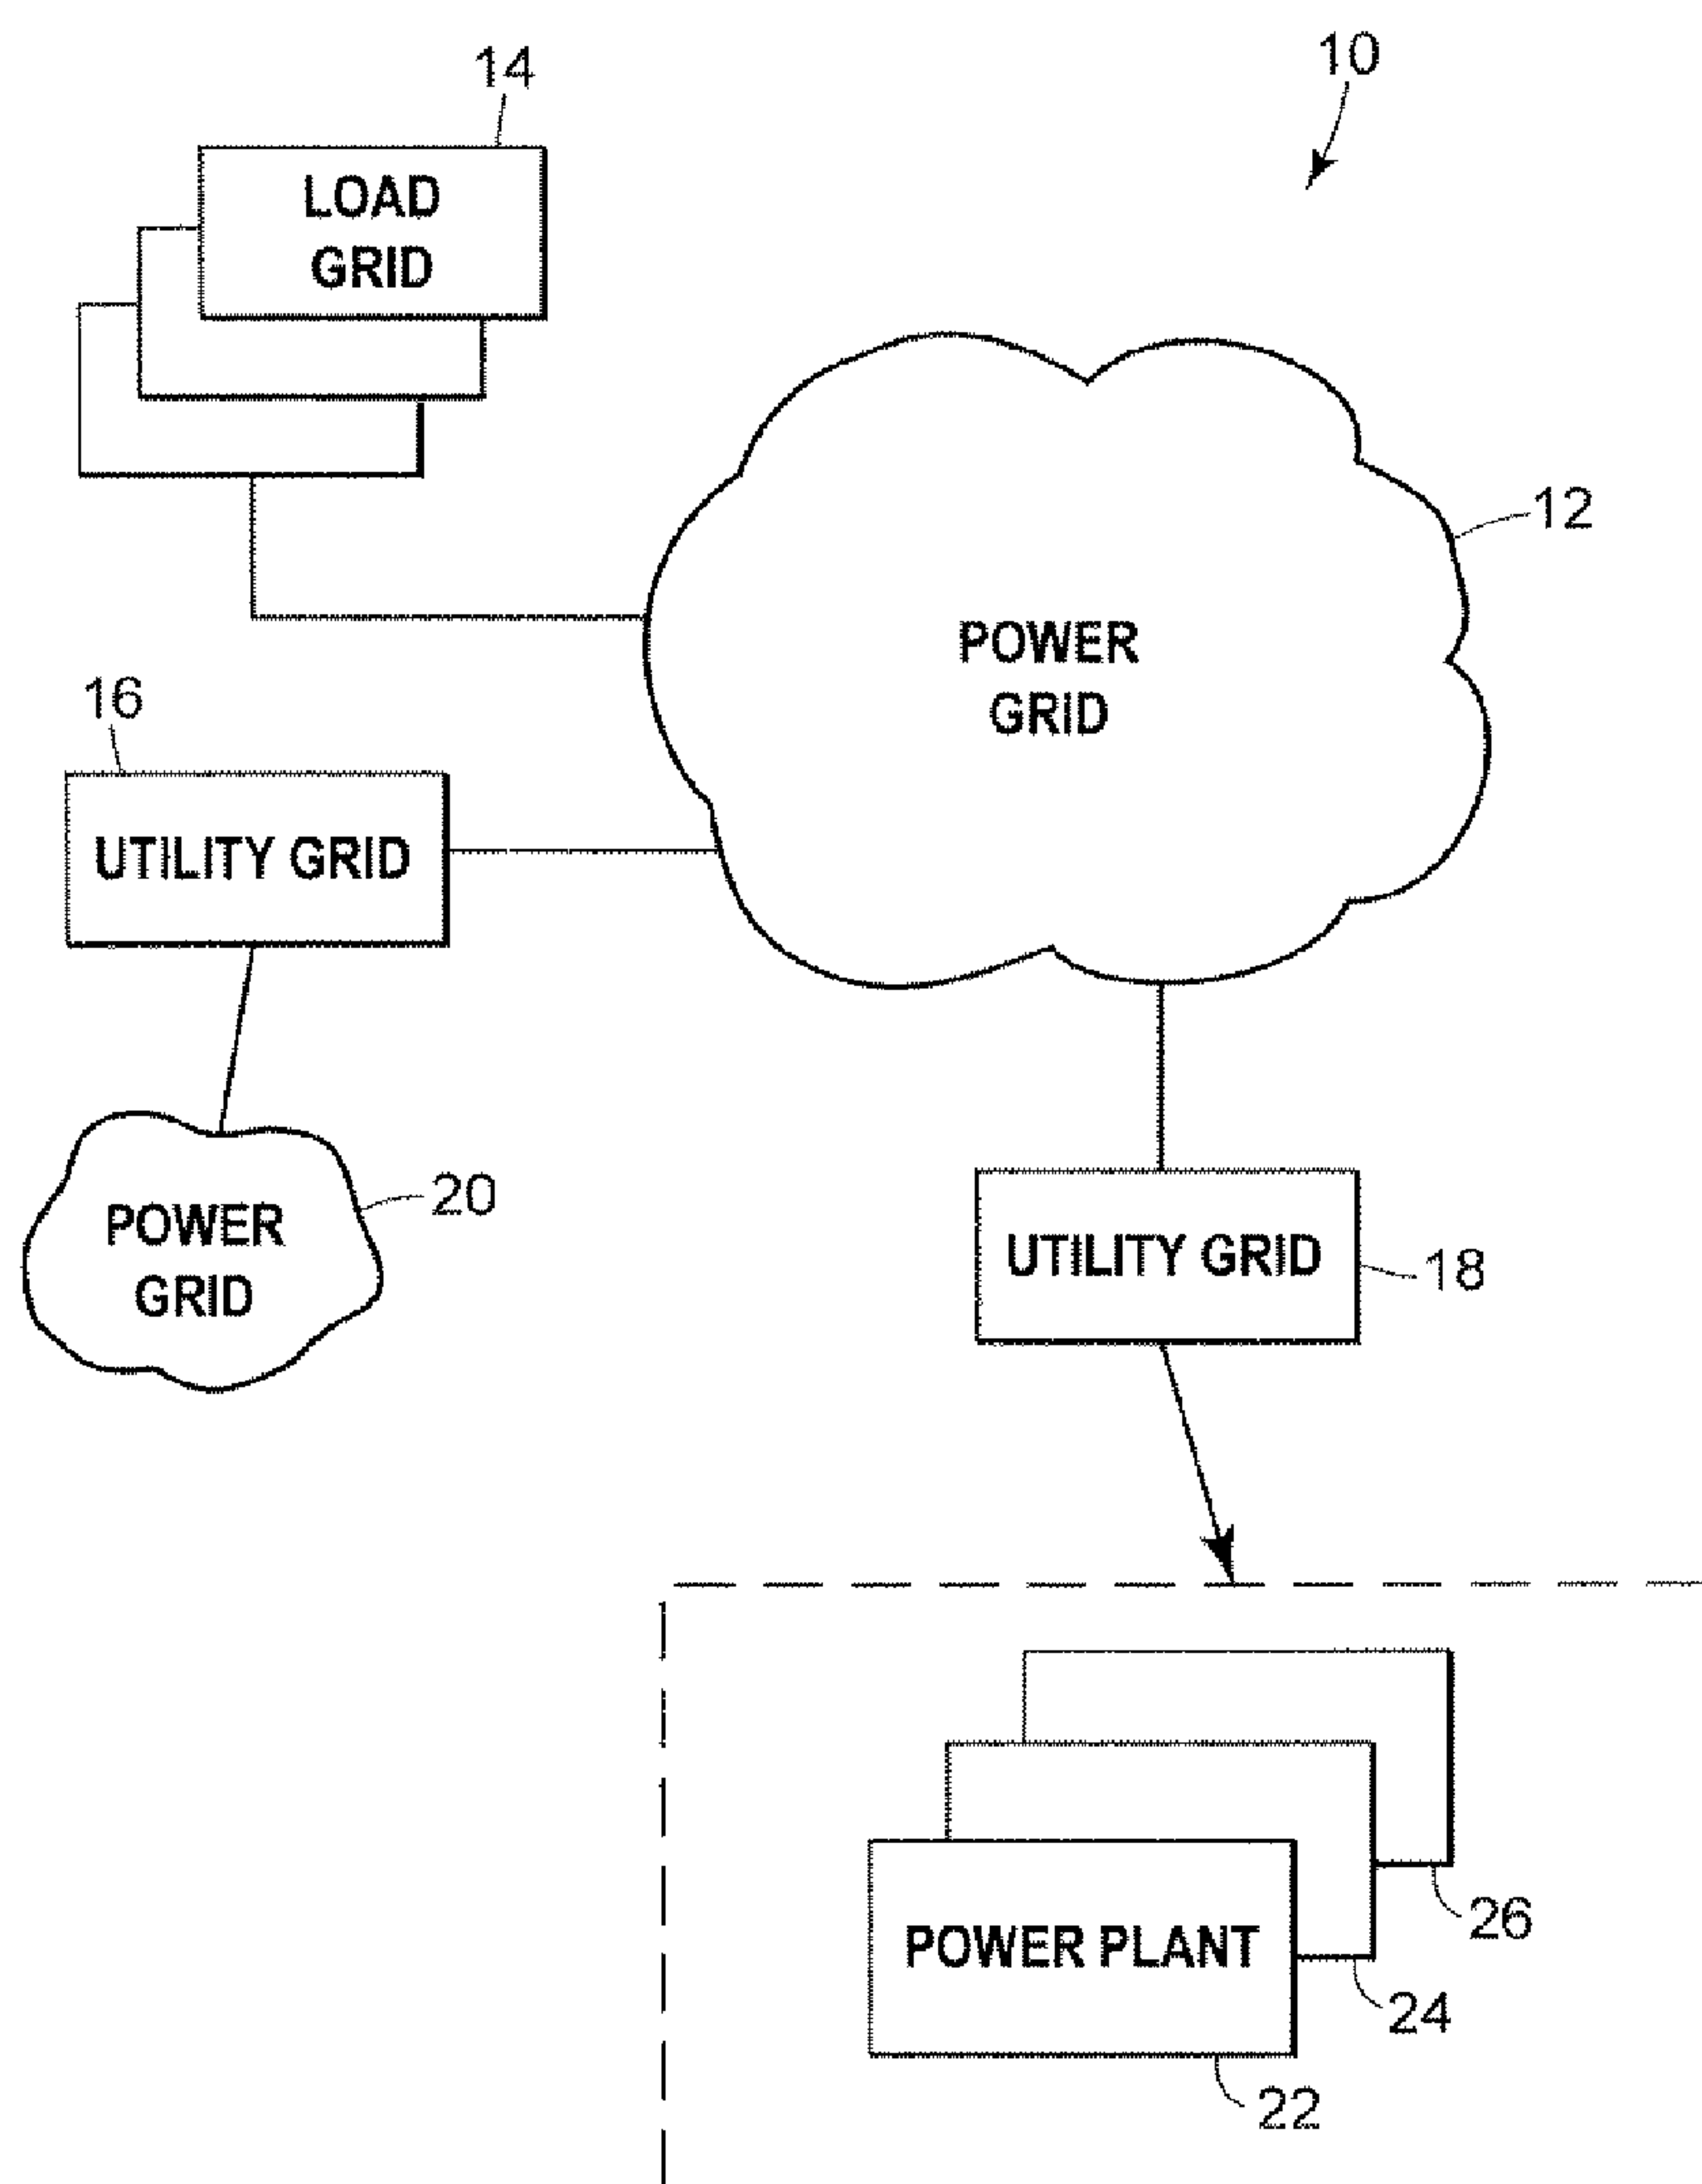 14
10
LOAD
GRID
12
POWER
GRID
16
UTILITY GRID
20
POWER
GRID
UTILITY GRID
18
26
POWER PLANT
24
22